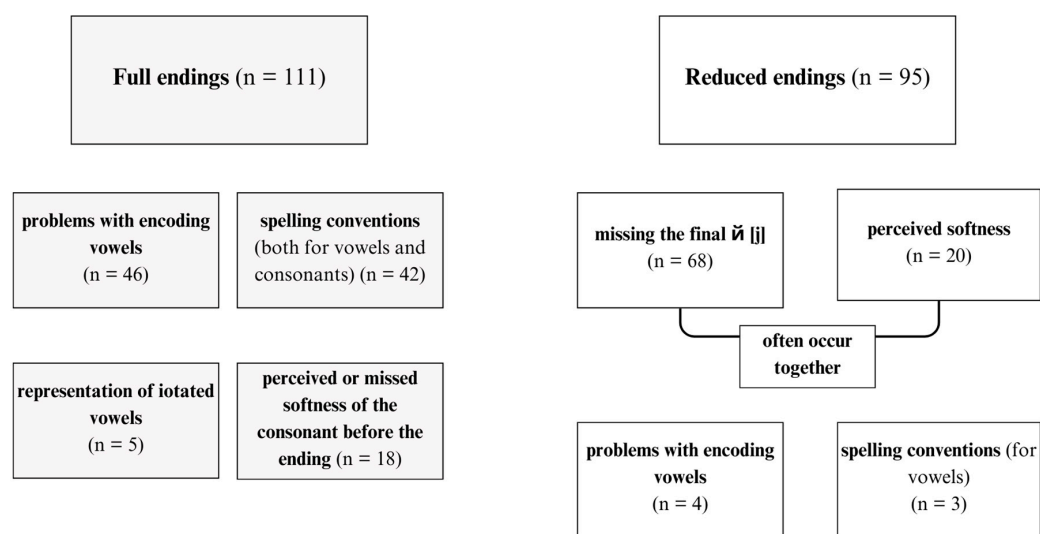 Full endings (n = 111)
Reduced endings (n = 95)
problems with encoding
vowels
(n = 46)
spelling conventions
(both for vowels and
consonants) (n = 42)
missing the final й [j]
(n = 68)
perceived softness
(n = 20)
often occur
together
representation of iotated
vowels
(n = 5)
perceived or missed
softness of the
consonant before the
ending (n = 18)
problems with encoding
vowels
(n = 4)
spelling conventions (for
vowels)
(n = 3)